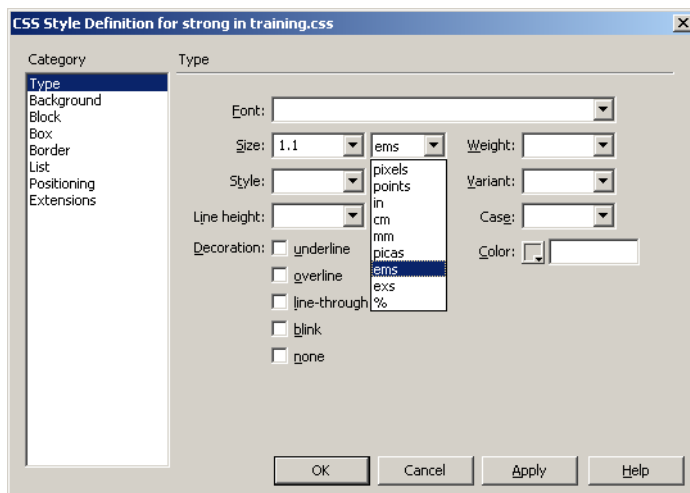 CSS Style Definition for strong in training.css
Category
Type
Type
Background
Block
Box
Border
List
Positioning
Extensions
Font:
Size: 1.1 ems Weight:
Style: Variant:
Line height: Case:
pixels
points
in
cm
mm
picas
ems
exs
%
Decoration: underline Color:
overline
line-through
blink
none
OK Cancel Apply Help